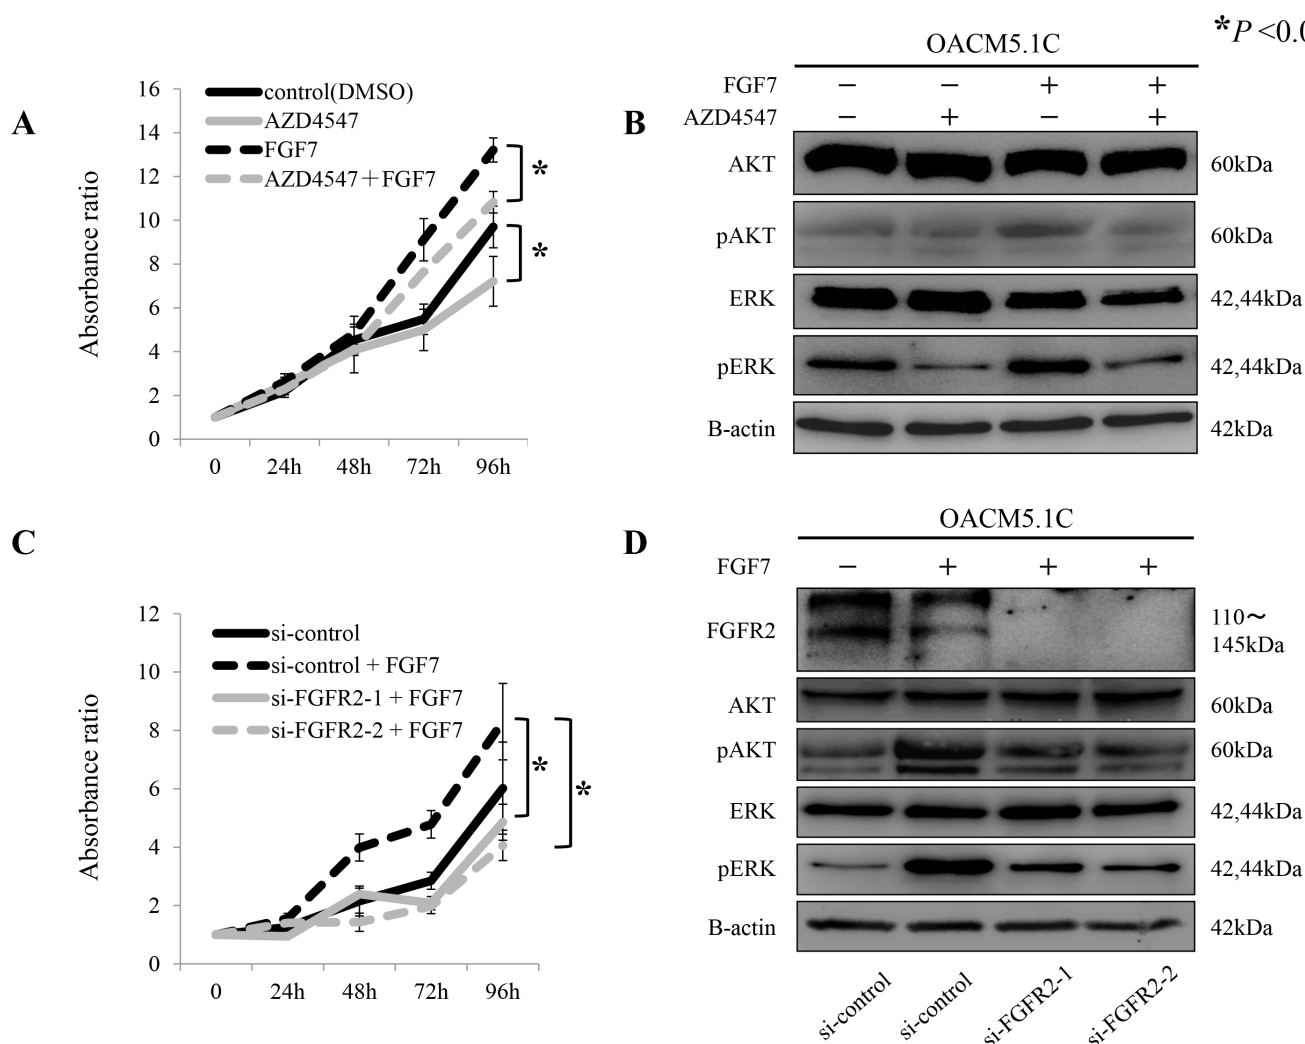 *P <0.0
A
16
14
12
10
8
6
4
2
0
Absorbance ratio
control(DMSO)
AZD4547
FGF7
AZD4547+FGF7
*
*
0 24h 48h 72h 96h
B
OACM5.1C
FGF7 − − + +
AZD4547 − + − +
AKT 60kDa
pAKT 60kDa
ERK 42,44kDa
pERK 42,44kDa
B-actin 42kDa
C
12
10
8
6
4
2
0
Absorbance ratio
si-control
si-control + FGF7
si-FGFR2-1 + FGF7
si-FGFR2-2 + FGF7
*
*
0 24h 48h 72h 96h
D
OACM5.1C
FGF7 − + + +
FGFR2 110~
145kDa
AKT 60kDa
pAKT 60kDa
ERK 42,44kDa
pERK 42,44kDa
B-actin 42kDa
si-control si-control si-FGFR2-1 si-FGFR2-2